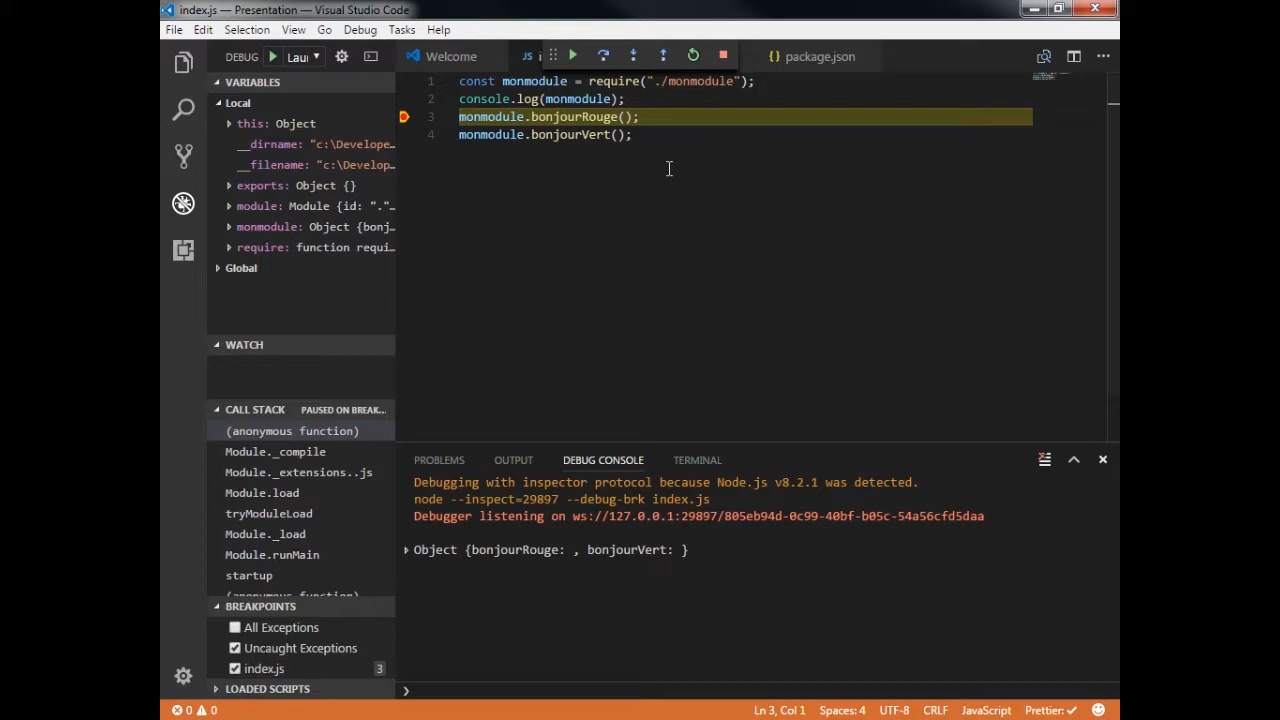 index.js — Presentation — Visual Studio Code
File Edit Selection View Go Debug Tasks Help
DEBUG Laun Welcome JS i {} package.json
VARIABLES
Local
this: Object
__dirname: "c:\Develope…
__filename: "c:\Develop…
exports: Object {}
module: Module {id: "."…
monmodule: Object {bonj…
require: function requi…
Global
WATCH
CALL STACK PAUSED ON BREAK…
(anonymous function)
Module._compile
Module._extensions..js
Module.load
tryModuleLoad
Module._load
Module.runMain
startup
(anonymous function)
BREAKPOINTS
All Exceptions
Uncaught Exceptions
index.js 3
LOADED SCRIPTS
1 const monmodule = require("./monmodule");
2 console.log(monmodule);
3 monmodule.bonjourRouge();
4 monmodule.bonjourVert();
PROBLEMS OUTPUT DEBUG CONSOLE TERMINAL
Debugging with inspector protocol because Node.js v8.2.1 was detected.
node --inspect=29897 --debug-brk index.js
Debugger listening on ws://127.0.0.1:29897/805eb94d-0c99-40bf-b05c-54a56cfd5daa
Object {bonjourRouge: , bonjourVert: }
0 0 Ln 3, Col 1 Spaces: 4 UTF-8 CRLF JavaScript Prettier: ✓